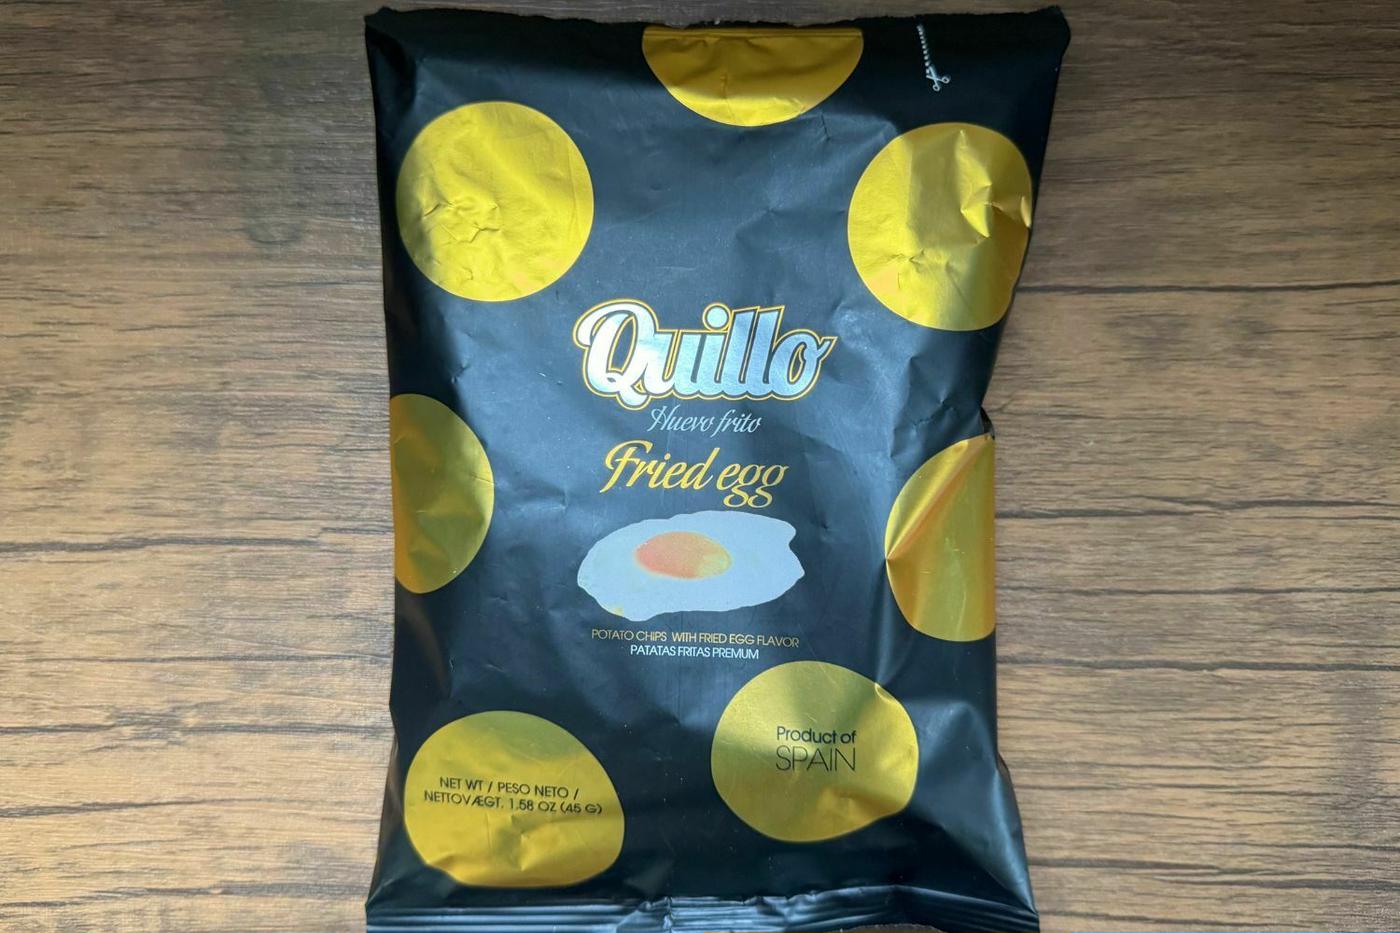 Quillo
Huevo frito
Fried egg
POTATO CHIPS WITH FRIED EGG FLAVOR
PATATAS FRITAS PREMUM
Product of
SPAIN
NET WT / PESO NETO /
NETTOVÆGT. 1.58 OZ (45 G)